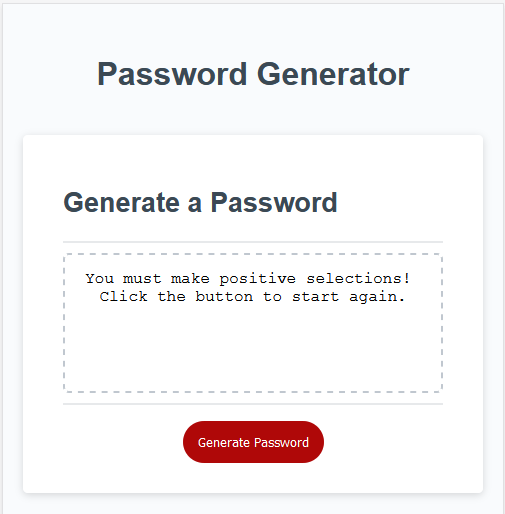 Password Generator
Generate a Password
You must make positive selections!
Click the button to start again.
Generate Password